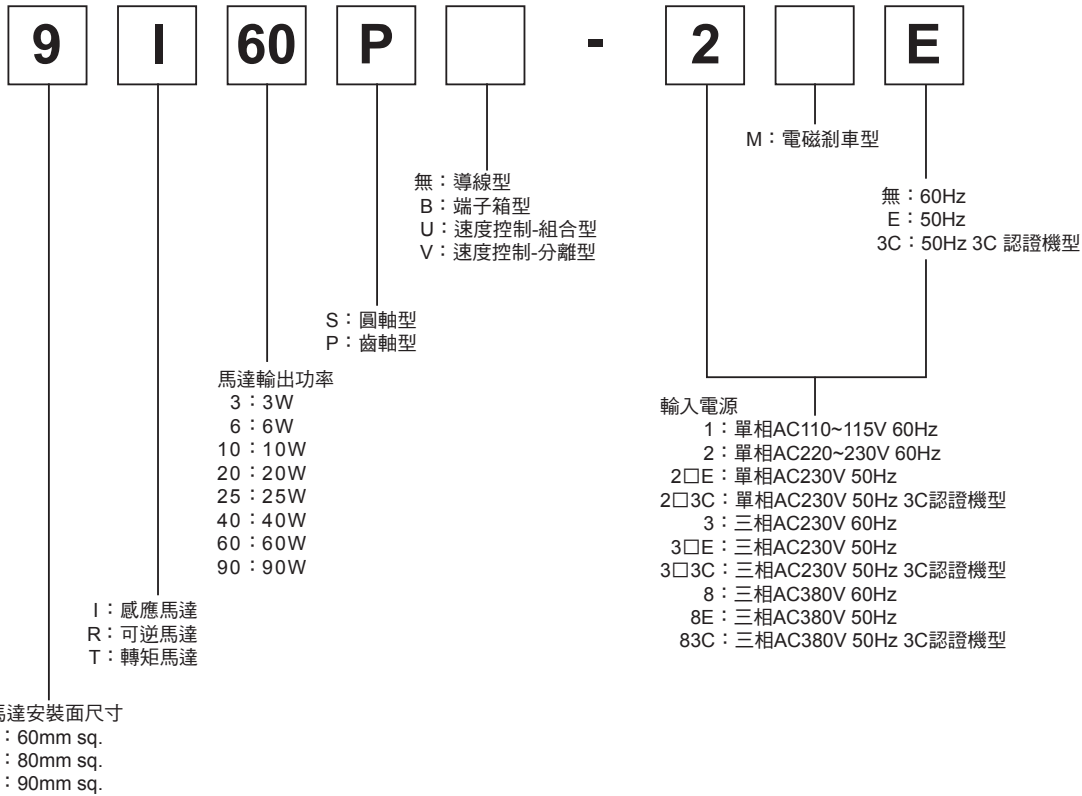 9 I 60 P - 2 E
M：電磁剎車型
無：導線型
B：端子箱型
U：速度控制-組合型
V：速度控制-分離型
無：60Hz
E：50Hz
3C：50Hz 3C 認證機型
S：圓軸型
P：齒軸型
馬達輸出功率
3：3W
6：6W
10：10W
20：20W
25：25W
40：40W
60：60W
90：90W
輸入電源
1：單相AC110~115V 60Hz
2：單相AC220~230V 60Hz
2□E：單相AC230V 50Hz
2□3C：單相AC230V 50Hz 3C認證機型
3：三相AC230V 60Hz
3□E：三相AC230V 50Hz
3□3C：三相AC230V 50Hz 3C認證機型
8：三相AC380V 60Hz
8E：三相AC380V 50Hz
83C：三相AC380V 50Hz 3C認證機型
I：感應馬達
R：可逆馬達
T：轉矩馬達
馬達安裝面尺寸
：60mm sq.
：80mm sq.
：90mm sq.